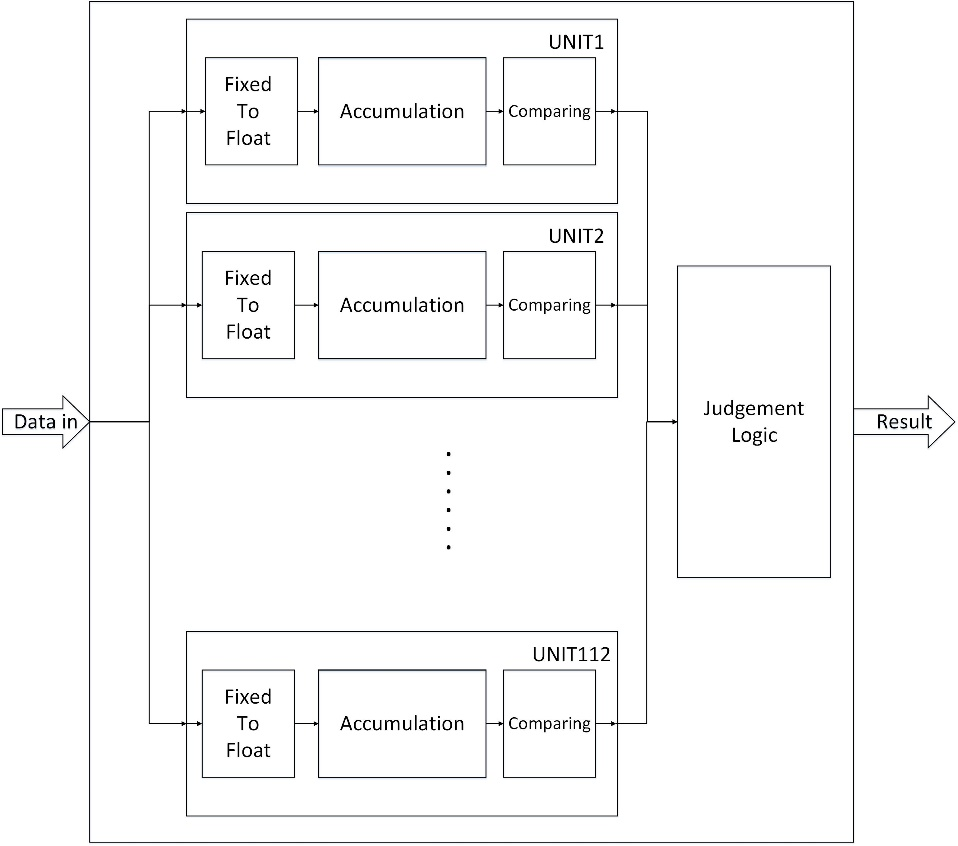 UNIT1
Fixed
To
Float
Accumulation
Comparing
UNIT2
Fixed
To
Float
Accumulation
Comparing
Data in
Judgement
Logic
Result
UNIT112
Fixed
To
Float
Accumulation
Comparing